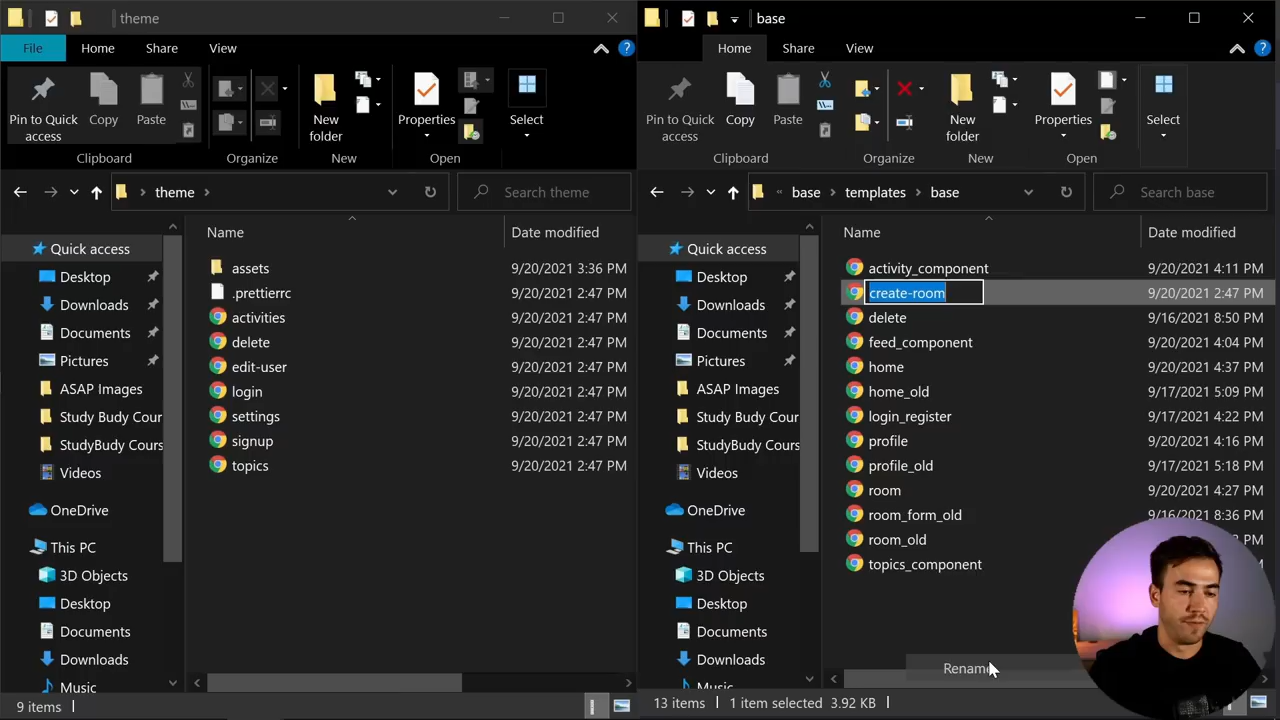 theme
File
Home
Share
View
Pin to Quick access
Copy
Paste
New folder
Properties
Select
Clipboard
Organize
New
Open
theme
Search theme
Quick access
Desktop
Downloads
Documents
Pictures
ASAP Images
Study Budy Cour
StudyBudy Cours
Videos
OneDrive
This PC
3D Objects
Desktop
Documents
Downloads
Music
Name
Date modified
assets 9/20/2021 3:36 PM
.prettierrc 9/20/2021 2:47 PM
activities 9/20/2021 2:47 PM
delete 9/20/2021 2:47 PM
edit-user 9/20/2021 2:47 PM
login 9/20/2021 2:47 PM
settings 9/20/2021 2:47 PM
signup 9/20/2021 2:47 PM
topics 9/20/2021 2:47 PM
9 items
base
Home
Share
View
Pin to Quick access
Copy
Paste
New folder
Properties
Select
Clipboard
Organize
New
Open
« base > templates > base
Search base
Quick access
Desktop
Downloads
Documents
Pictures
ASAP Images
Study Budy Cour
StudyBudy Cours
Videos
OneDrive
This PC
3D Objects
Desktop
Documents
Downloads
Music
Name
Date modified
activity_component 9/20/2021 4:11 PM
create-room 9/20/2021 2:47 PM
delete 9/16/2021 8:50 PM
feed_component 9/20/2021 4:04 PM
home 9/20/2021 4:37 PM
home_old 9/17/2021 5:09 PM
login_register 9/17/2021 4:22 PM
profile 9/20/2021 4:16 PM
profile_old 9/17/2021 5:18 PM
room 9/20/2021 4:27 PM
room_form_old 9/16/2021 8:36 PM
room_old PM
topics_component
Rename
13 items
1 item selected 3.92 KB